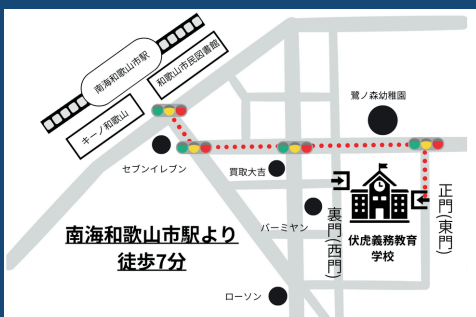 南海和歌山市駅
和歌山市民図書館
キーノ和歌山
セブンイレブン
買取大吉
鷺ノ森幼稚園
バーミヤン
裏門(西門)
正門(東門)
伏虎義務教育
学校
南海和歌山市駅より
徒歩7分
ローソン